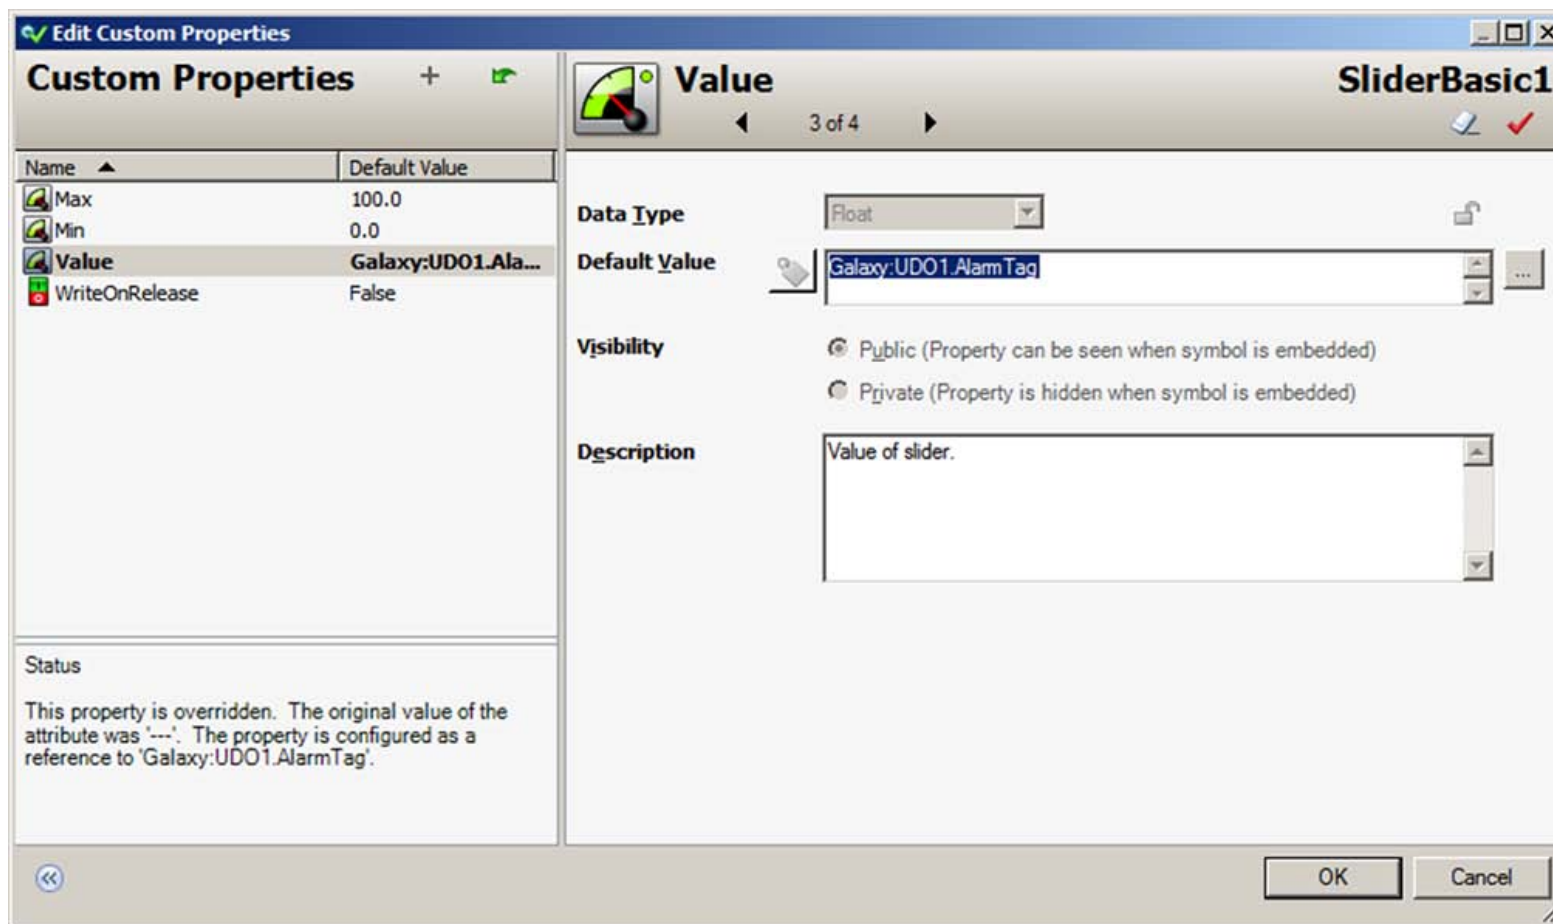 Edit Custom Properties
Custom Properties
Value
SliderBasic1
3 of 4
Name
Default Value
Max
100.0
Min
0.0
Value
Galaxy:UDO1.Ala...
WriteOnRelease
False
Data Type
Float
Default Value
Galaxy:UDO1.AlarmTag
...
Visibility
Public (Property can be seen when symbol is embedded)
Private (Property is hidden when symbol is embedded)
Description
Value of slider.
Status
This property is overridden. The original value of the
attribute was '---'. The property is configured as a
reference to 'Galaxy:UDO1.AlarmTag'.
OK
Cancel